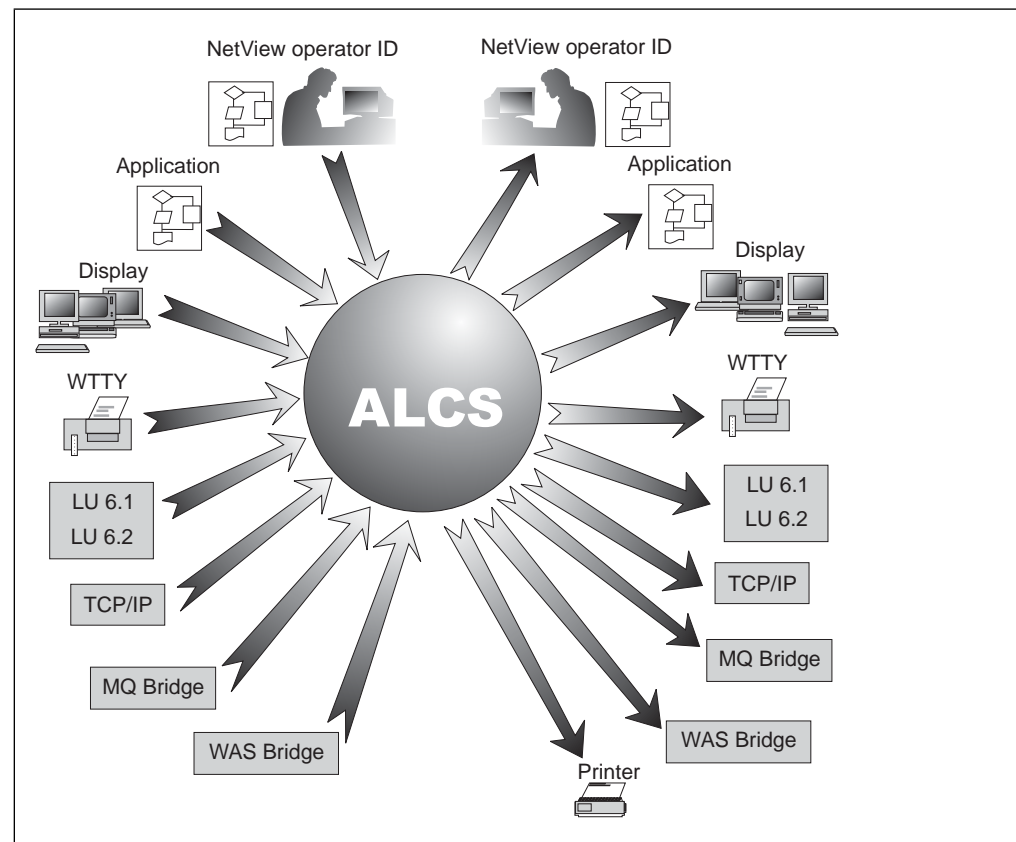 NetView operator ID
NetView operator ID
Application
Application
Display
Display
WTTY
WTTY
ALCS
LU 6.1
LU 6.2
LU 6.1
LU 6.2
TCP/IP
TCP/IP
MQ Bridge
MQ Bridge
WAS Bridge
WAS Bridge
Printer